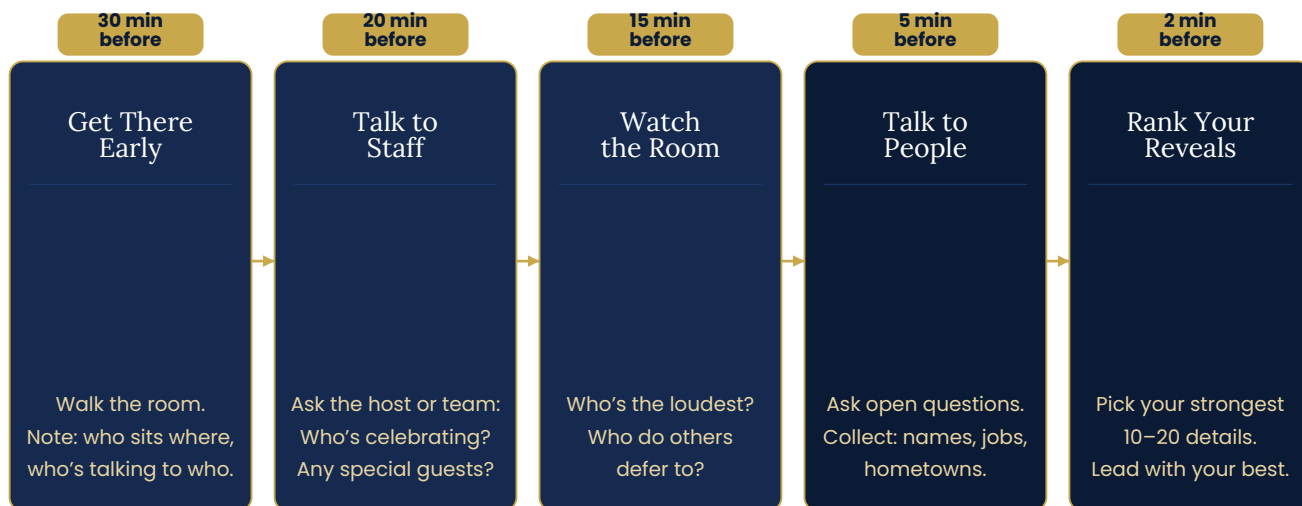 30 min
before
Get There
Early
Walk the room.
Note: who sits where,
who's talking to who.
20 min
before
Talk to
Staff
Ask the host or team:
Who's celebrating?
Any special guests?
15 min
before
Watch
the Room
Who's the loudest?
Who do others
defer to?
5 min
before
Talk to
People
Ask open questions.
Collect: names, jobs,
hometowns.
2 min
before
Rank Your
Reveals
Pick your strongest
10–20 details.
Lead with your best.